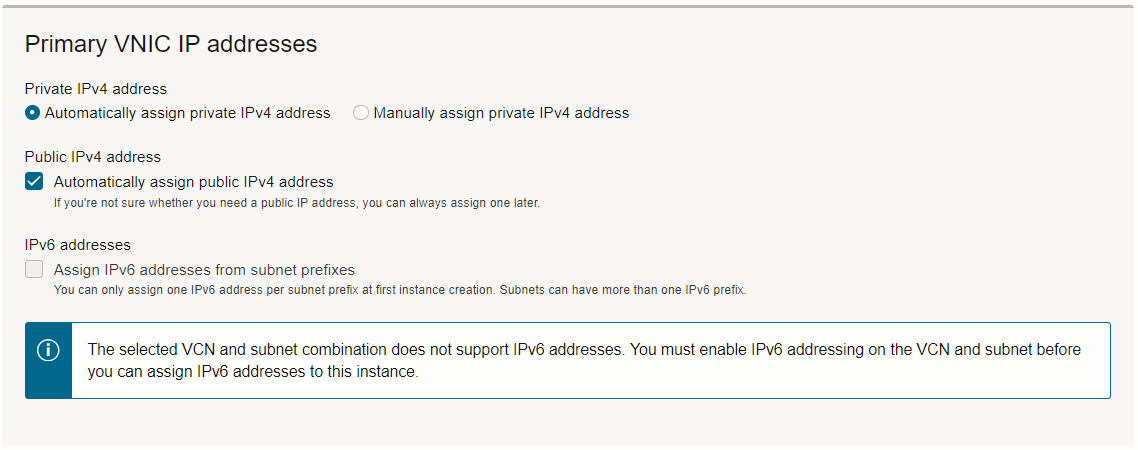 Primary VNIC IP addresses
Private IPv4 address
Automatically assign private IPv4 address Manually assign private IPv4 address
Public IPv4 address
Automatically assign public IPv4 address
If you're not sure whether you need a public IP address, you can always assign one later.
IPv6 addresses
Assign IPv6 addresses from subnet prefixes
You can only assign one IPv6 address per subnet prefix at first instance creation. Subnets can have more than one IPv6 prefix.
The selected VCN and subnet combination does not support IPv6 addresses. You must enable IPv6 addressing on the VCN and subnet before
you can assign IPv6 addresses to this instance.